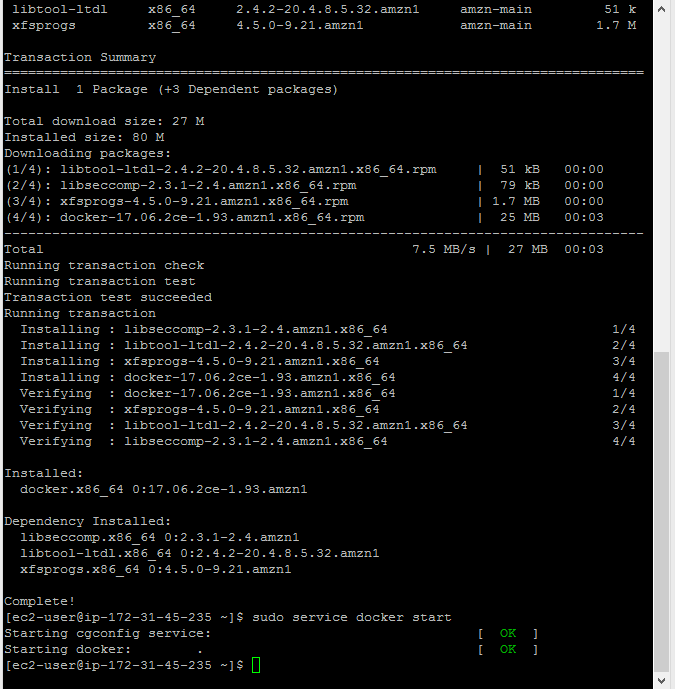 libtool-ltdl x86_64 2.4.2-20.4.8.5.32.amzn1 amzn-main 51 k
xfsprogs x86_64 4.5.0-9.21.amzn1 amzn-main 1.7 M
Transaction Summary
================================================================================
Install 1 Package (+3 Dependent packages)
Total download size: 27 M
Installed size: 80 M
Downloading packages:
(1/4): libtool-ltdl-2.4.2-20.4.8.5.32.amzn1.x86_64.rpm | 51 kB 00:00
(2/4): libseccomp-2.3.1-2.4.amzn1.x86_64.rpm | 79 kB 00:00
(3/4): xfsprogs-4.5.0-9.21.amzn1.x86_64.rpm | 1.7 MB 00:00
(4/4): docker-17.06.2ce-1.93.amzn1.x86_64.rpm | 25 MB 00:03
--------------------------------------------------------------------------------
Total 7.5 MB/s | 27 MB 00:03
Running transaction check
Running transaction test
Transaction test succeeded
Running transaction
Installing : libseccomp-2.3.1-2.4.amzn1.x86_64 1/4
Installing : libtool-ltdl-2.4.2-20.4.8.5.32.amzn1.x86_64 2/4
Installing : xfsprogs-4.5.0-9.21.amzn1.x86_64 3/4
Installing : docker-17.06.2ce-1.93.amzn1.x86_64 4/4
Verifying : docker-17.06.2ce-1.93.amzn1.x86_64 1/4
Verifying : xfsprogs-4.5.0-9.21.amzn1.x86_64 2/4
Verifying : libtool-ltdl-2.4.2-20.4.8.5.32.amzn1.x86_64 3/4
Verifying : libseccomp-2.3.1-2.4.amzn1.x86_64 4/4
Installed:
docker.x86_64 0:17.06.2ce-1.93.amzn1
Dependency Installed:
libseccomp.x86_64 0:2.3.1-2.4.amzn1
libtool-ltdl.x86_64 0:2.4.2-20.4.8.5.32.amzn1
xfsprogs.x86_64 0:4.5.0-9.21.amzn1
Complete!
[ec2-user@ip-172-31-45-235 ~]$ sudo service docker start
Starting cgconfig service: [ OK ]
Starting docker: . [ OK ]
[ec2-user@ip-172-31-45-235 ~]$